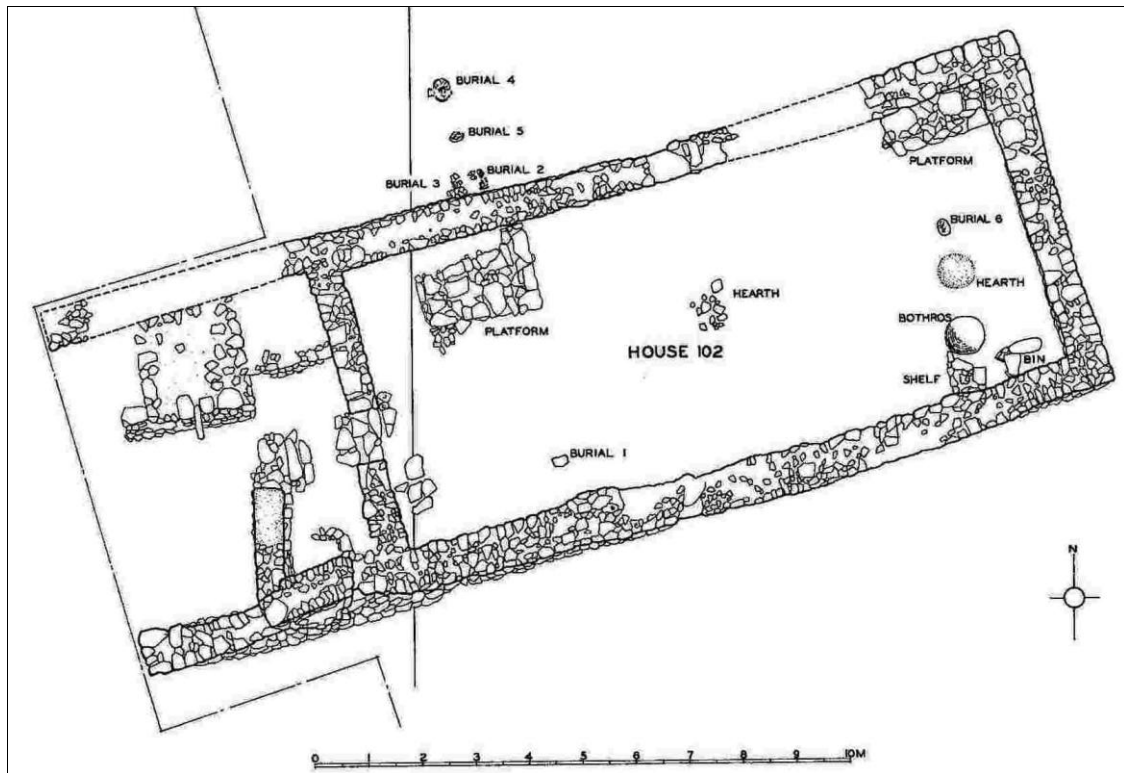 BURIAL 4
BURIAL 5
BURIAL 3
BURIAL 2
PLATFORM
BURIAL 6
HEARTH
PLATFORM
HEARTH
BOTHROS
HOUSE 102
BIN
SHELF
BURIAL 1
N
0 1 2 3 4 5 6 7 8 9 10M